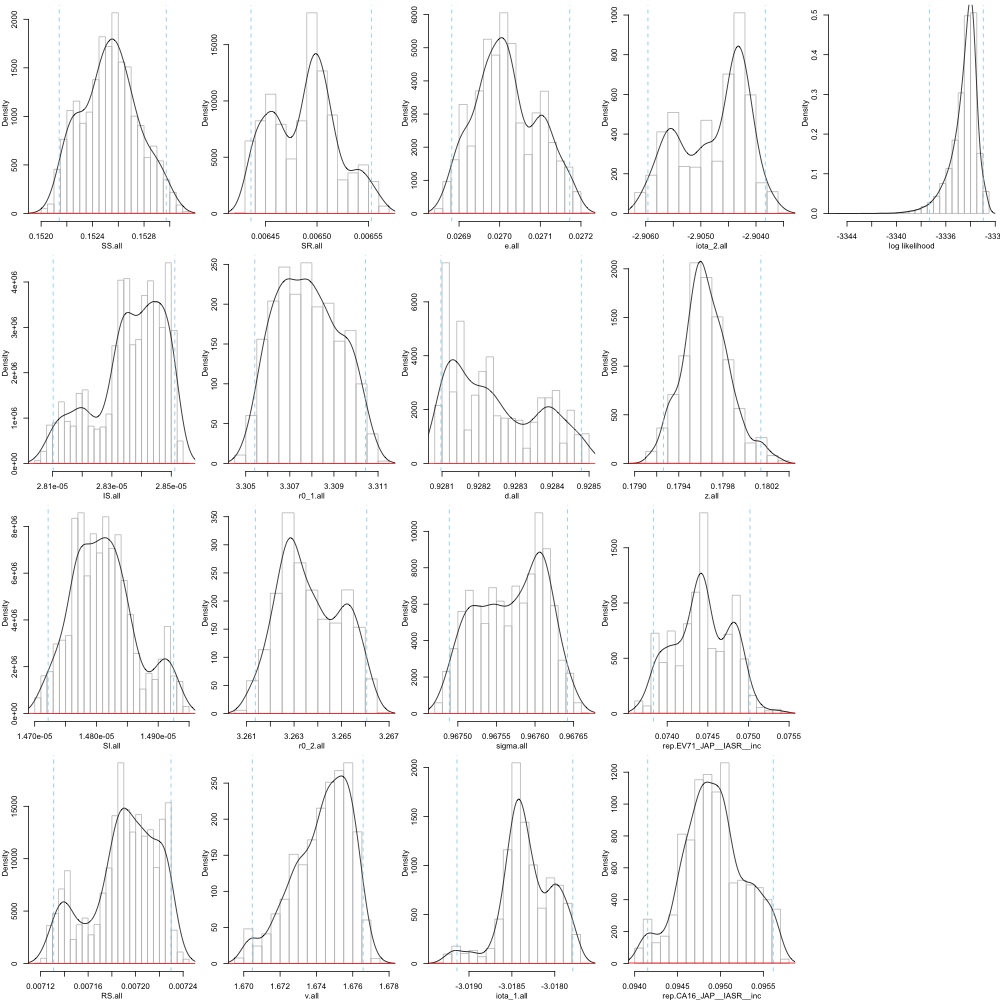 Density 0 500 1000 1500 2000
0.1520 0.1524 0.1528
SS.all
Density 0 5000 10000 15000
0.00645 0.00650 0.00655
SR.all
Density 0 1000 2000 3000 4000 5000 6000
0.0269 0.0270 0.0271 0.0272
e.all
Density 0 200 400 600 800 1000
-2.9060 -2.9050 -2.9040
iota_2.all
Density 0.0 0.1 0.2 0.3 0.4 0.5
-3344 -3340 -3336 -333
log likelihood
Density 0e+00 1e+06 2e+06 3e+06 4e+06
2.81e-05 2.83e-05 2.85e-05
IS.all
Density 0 50 100 150 200 250
3.305 3.307 3.309 3.311
r0_1.all
Density 0 2000 4000 6000
0.9281 0.9282 0.9283 0.9284 0.9285
d.all
Density 0 500 1000 1500 2000
0.1790 0.1794 0.1798 0.1802
z.all
Density 0e+00 2e+06 4e+06 6e+06 8e+06
1.470e-05 1.480e-05 1.490e-05
SI.all
Density 0 50 100 150 200 250 300 350
3.261 3.263 3.265 3.267
r0_2.all
Density 0 2000 4000 6000 8000 10000
0.96750 0.96755 0.96760 0.96765
sigma.all
Density 0 500 1000 1500
0.0740 0.0745 0.0750 0.0755
rep.EV71_JAP__IASR__inc
Density 0 5000 10000 15000
0.00712 0.00716 0.00720 0.00724
RS.all
Density 0 50 100 150 200 250
1.670 1.672 1.674 1.676 1.678
v.all
Density 0 500 1000 1500 2000
-3.0190 -3.0185 -3.0180
iota_1.all
Density 0 200 400 600 800 1000 1200
0.0940 0.0945 0.0950 0.0955
rep.CA16_JAP__IASR__inc